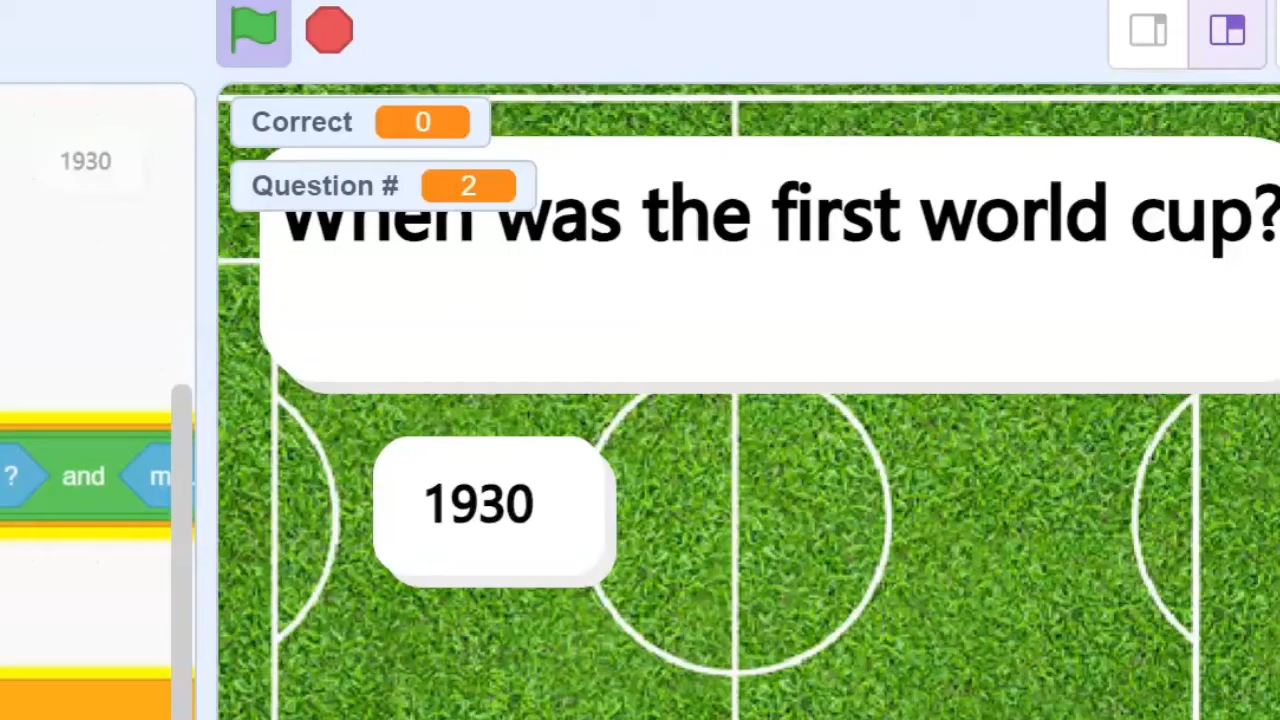 Correct 0
1930
Question # 2
When was the first world cup?
? and m
1930